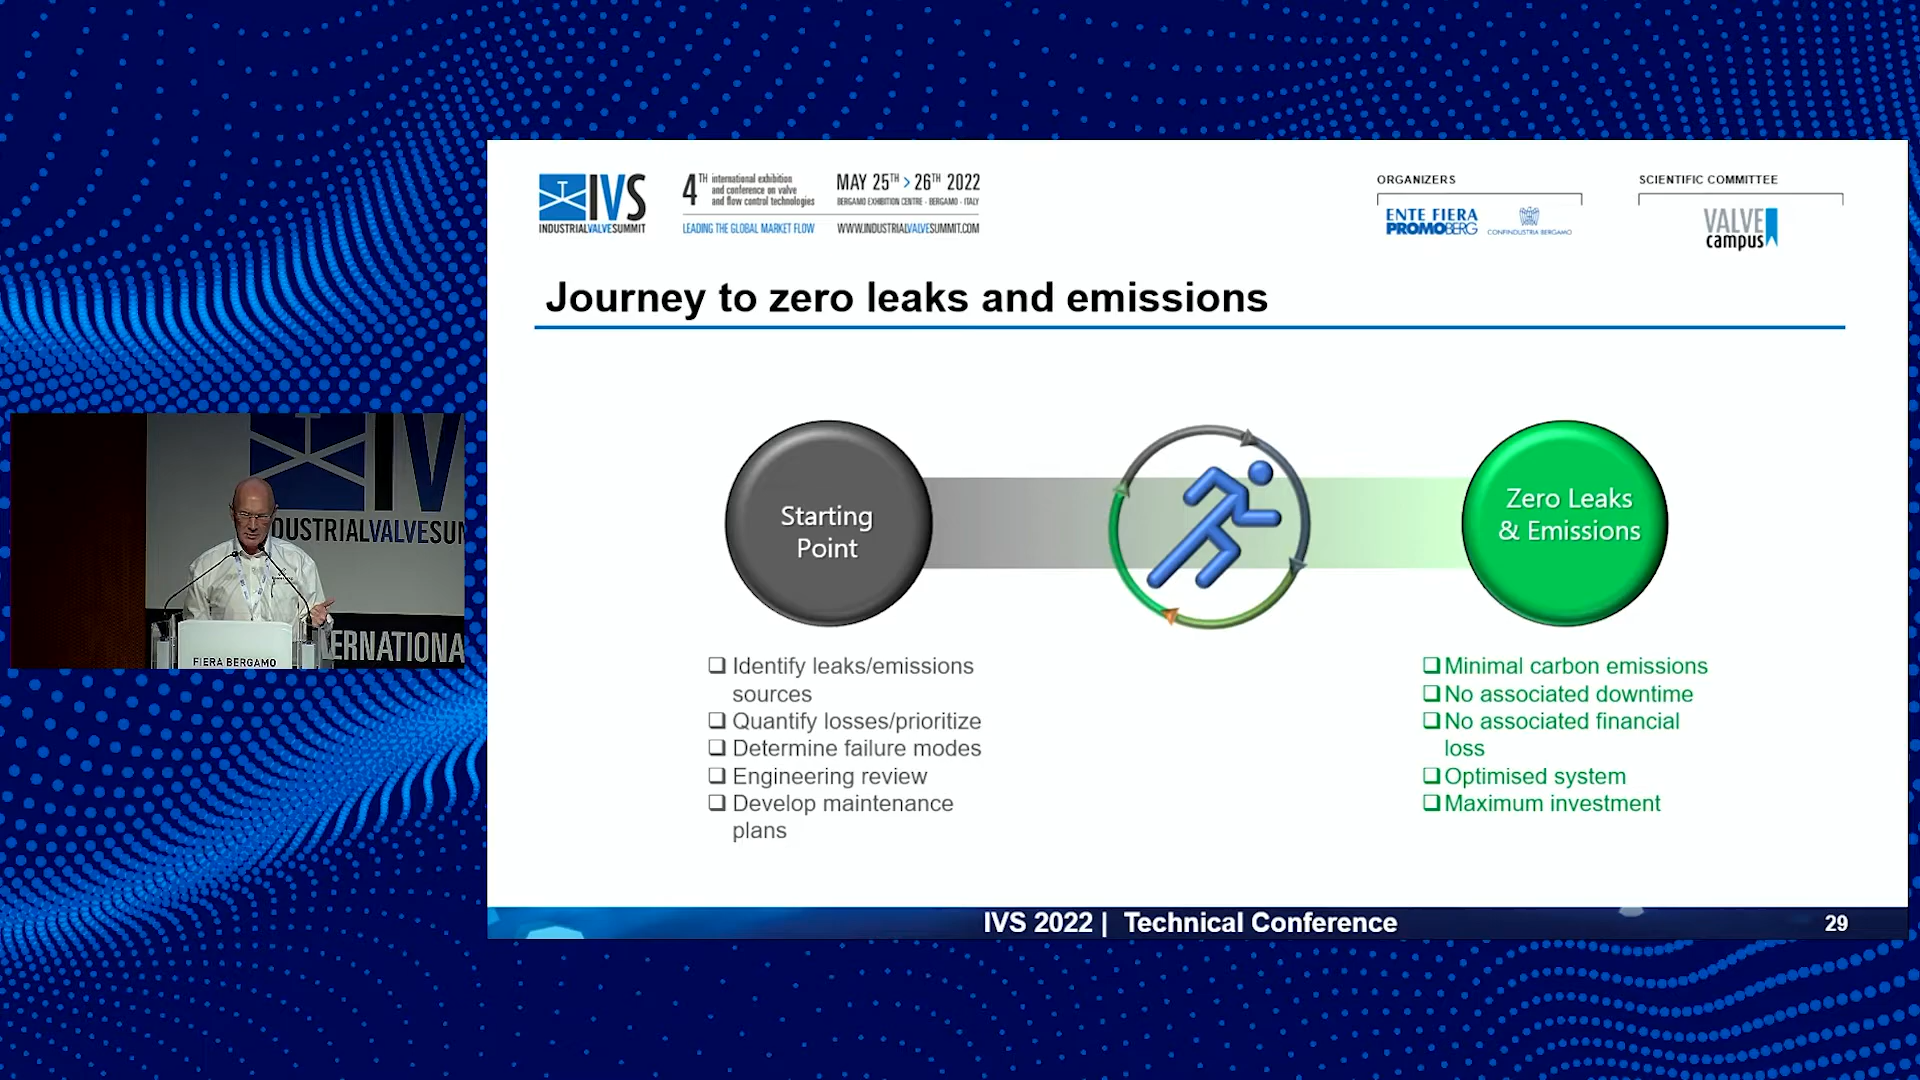 IVS
INDUSTRIALVALVESUMMIT
4TH international exhibition
and conference on valve
and flow control technologies
LEADING THE GLOBAL MARKET FLOW
MAY 25TH > 26TH 2022
BERGAMO EXHIBITION CENTRE - BERGAMO - ITALY
WWW.INDUSTRIALVALVESUMMIT.COM
ORGANIZERS
ENTE FIERA
PROMOBERG
CONFINDUSTRIA BERGAMO
SCIENTIFIC COMMITTEE
VALVE
campus
Journey to zero leaks and emissions
Starting
Point
Zero Leaks
& Emissions
Identify leaks/emissions
sources
Quantify losses/prioritize
Determine failure modes
Engineering review
Develop maintenance
plans
Minimal carbon emissions
No associated downtime
No associated financial
loss
Optimised system
Maximum investment
IVS 2022 | Technical Conference
29
IV
DUSTRIALVALVESUM
ERNATIONA
FIERA BERGAMO